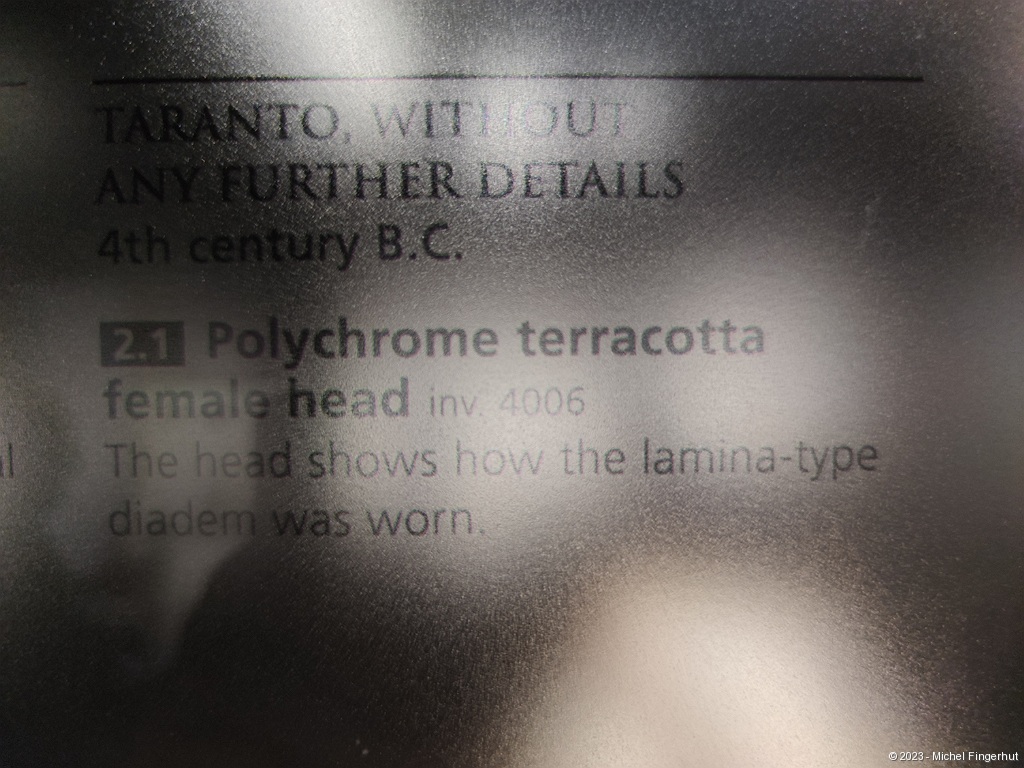 TARANTO, WITHOUT
ANY FURTHER DETAILS
4th century B.C.
2.1 Polychrome terracotta
female head inv. 4006
The head shows how the lamina-type
diadem was worn.
© 2023 - Michel Fingerhut